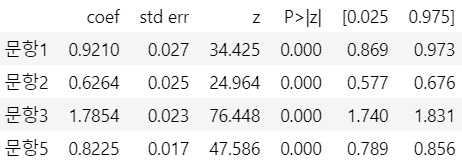 coef std err z P>|z| [0.025 0.975]
문항1 0.9210 0.027 34.425 0.000 0.869 0.973
문항2 0.6264 0.025 24.964 0.000 0.577 0.676
문항3 1.7854 0.023 76.448 0.000 1.740 1.831
문항5 0.8225 0.017 47.586 0.000 0.789 0.856